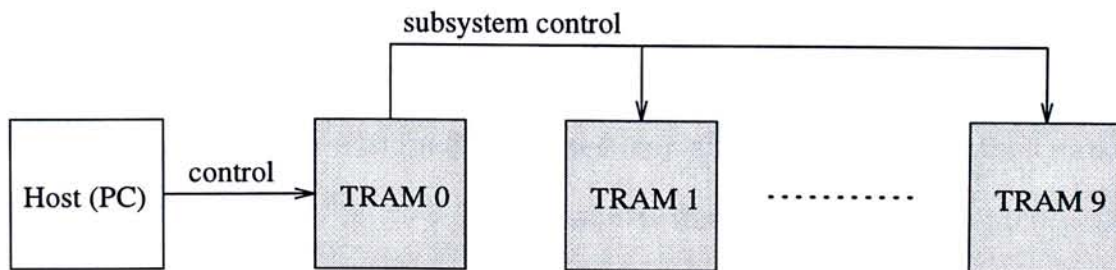 subsystem control
Host (PC)
control
TRAM 0
TRAM 1
TRAM 9